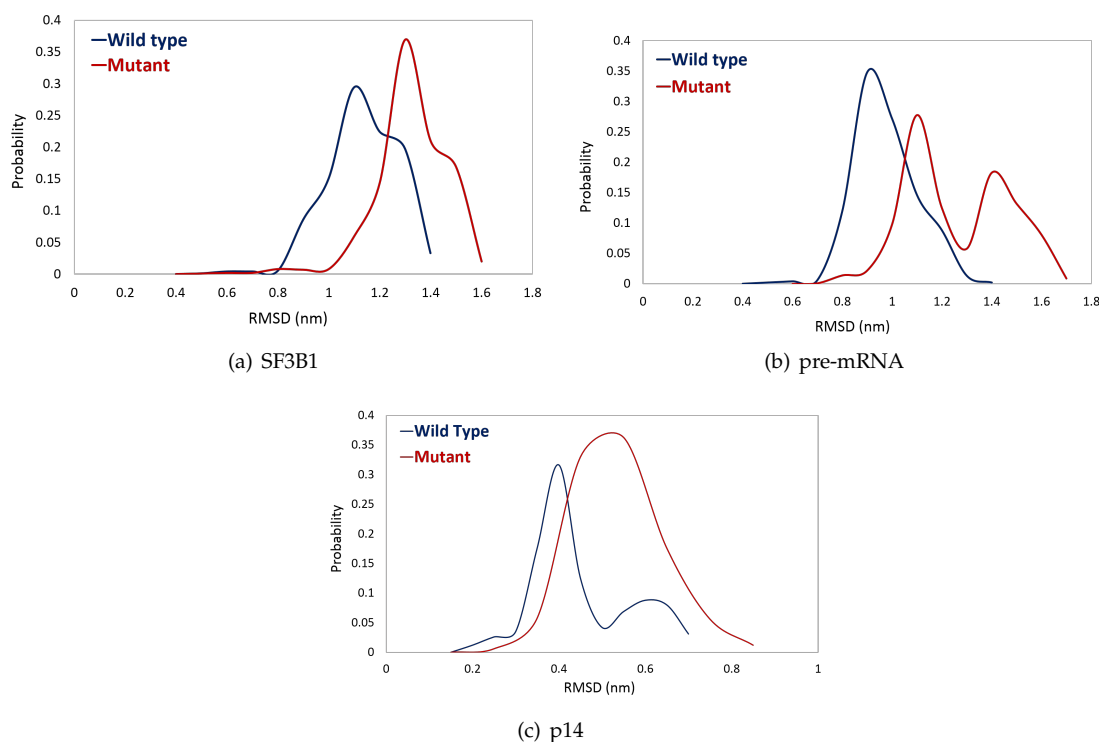 Wild type
Mutant
Probability
0.4
0.35
0.3
0.25
0.2
0.15
0.1
0.05
0
0 0.2 0.4 0.6 0.8 1 1.2 1.4 1.6 1.8
RMSD (nm)
(a) SF3B1
Wild type
Mutant
Probability
0.4
0.35
0.3
0.25
0.2
0.15
0.1
0.05
0
0 0.2 0.4 0.6 0.8 1 1.2 1.4 1.6 1.8
RMSD (nm)
(b) pre-mRNA
Wild Type
Mutant
Probability
0.4
0.35
0.3
0.25
0.2
0.15
0.1
0.05
0
0 0.2 0.4 0.6 0.8 1
RMSD (nm)
(c) p14